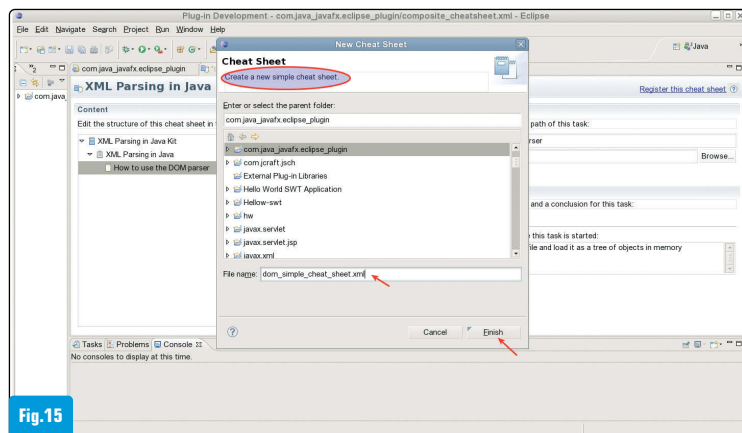 Plug-in Development - com.java_javafx.eclipse_plugin/composite_cheatsheet.xml - Eclipse
File Edit Navigate Search Project Run Window Help
Java
com.java_javafx.eclipse_plugin
com.java
XML Parsing in Java
Register this cheat sheet
Content
Edit the structure of this cheat sheet in
XML Parsing in Java Kit
XML Parsing in Java
How to use the DOM parser
path of this task:
rser
Browse...
and a conclusion for this task:
this task is started:
file and load it as a tree of objects in memory
New Cheat Sheet
Cheat Sheet
Create a new simple cheat sheet.
Enter or select the parent folder:
com.java_javafx.eclipse_plugin
com.java_javafx.eclipse_plugin
com.jcraft.jsch
External Plug-in Libraries
Hello World SWT Application
Hellow-swt
hw
javax.servlet
javax.servlet.jsp
javax.xml
File name: dom_simple_cheat_sheet.xml
Cancel
Finish
Tasks Problems Console
No consoles to display at this time.
Fig.15